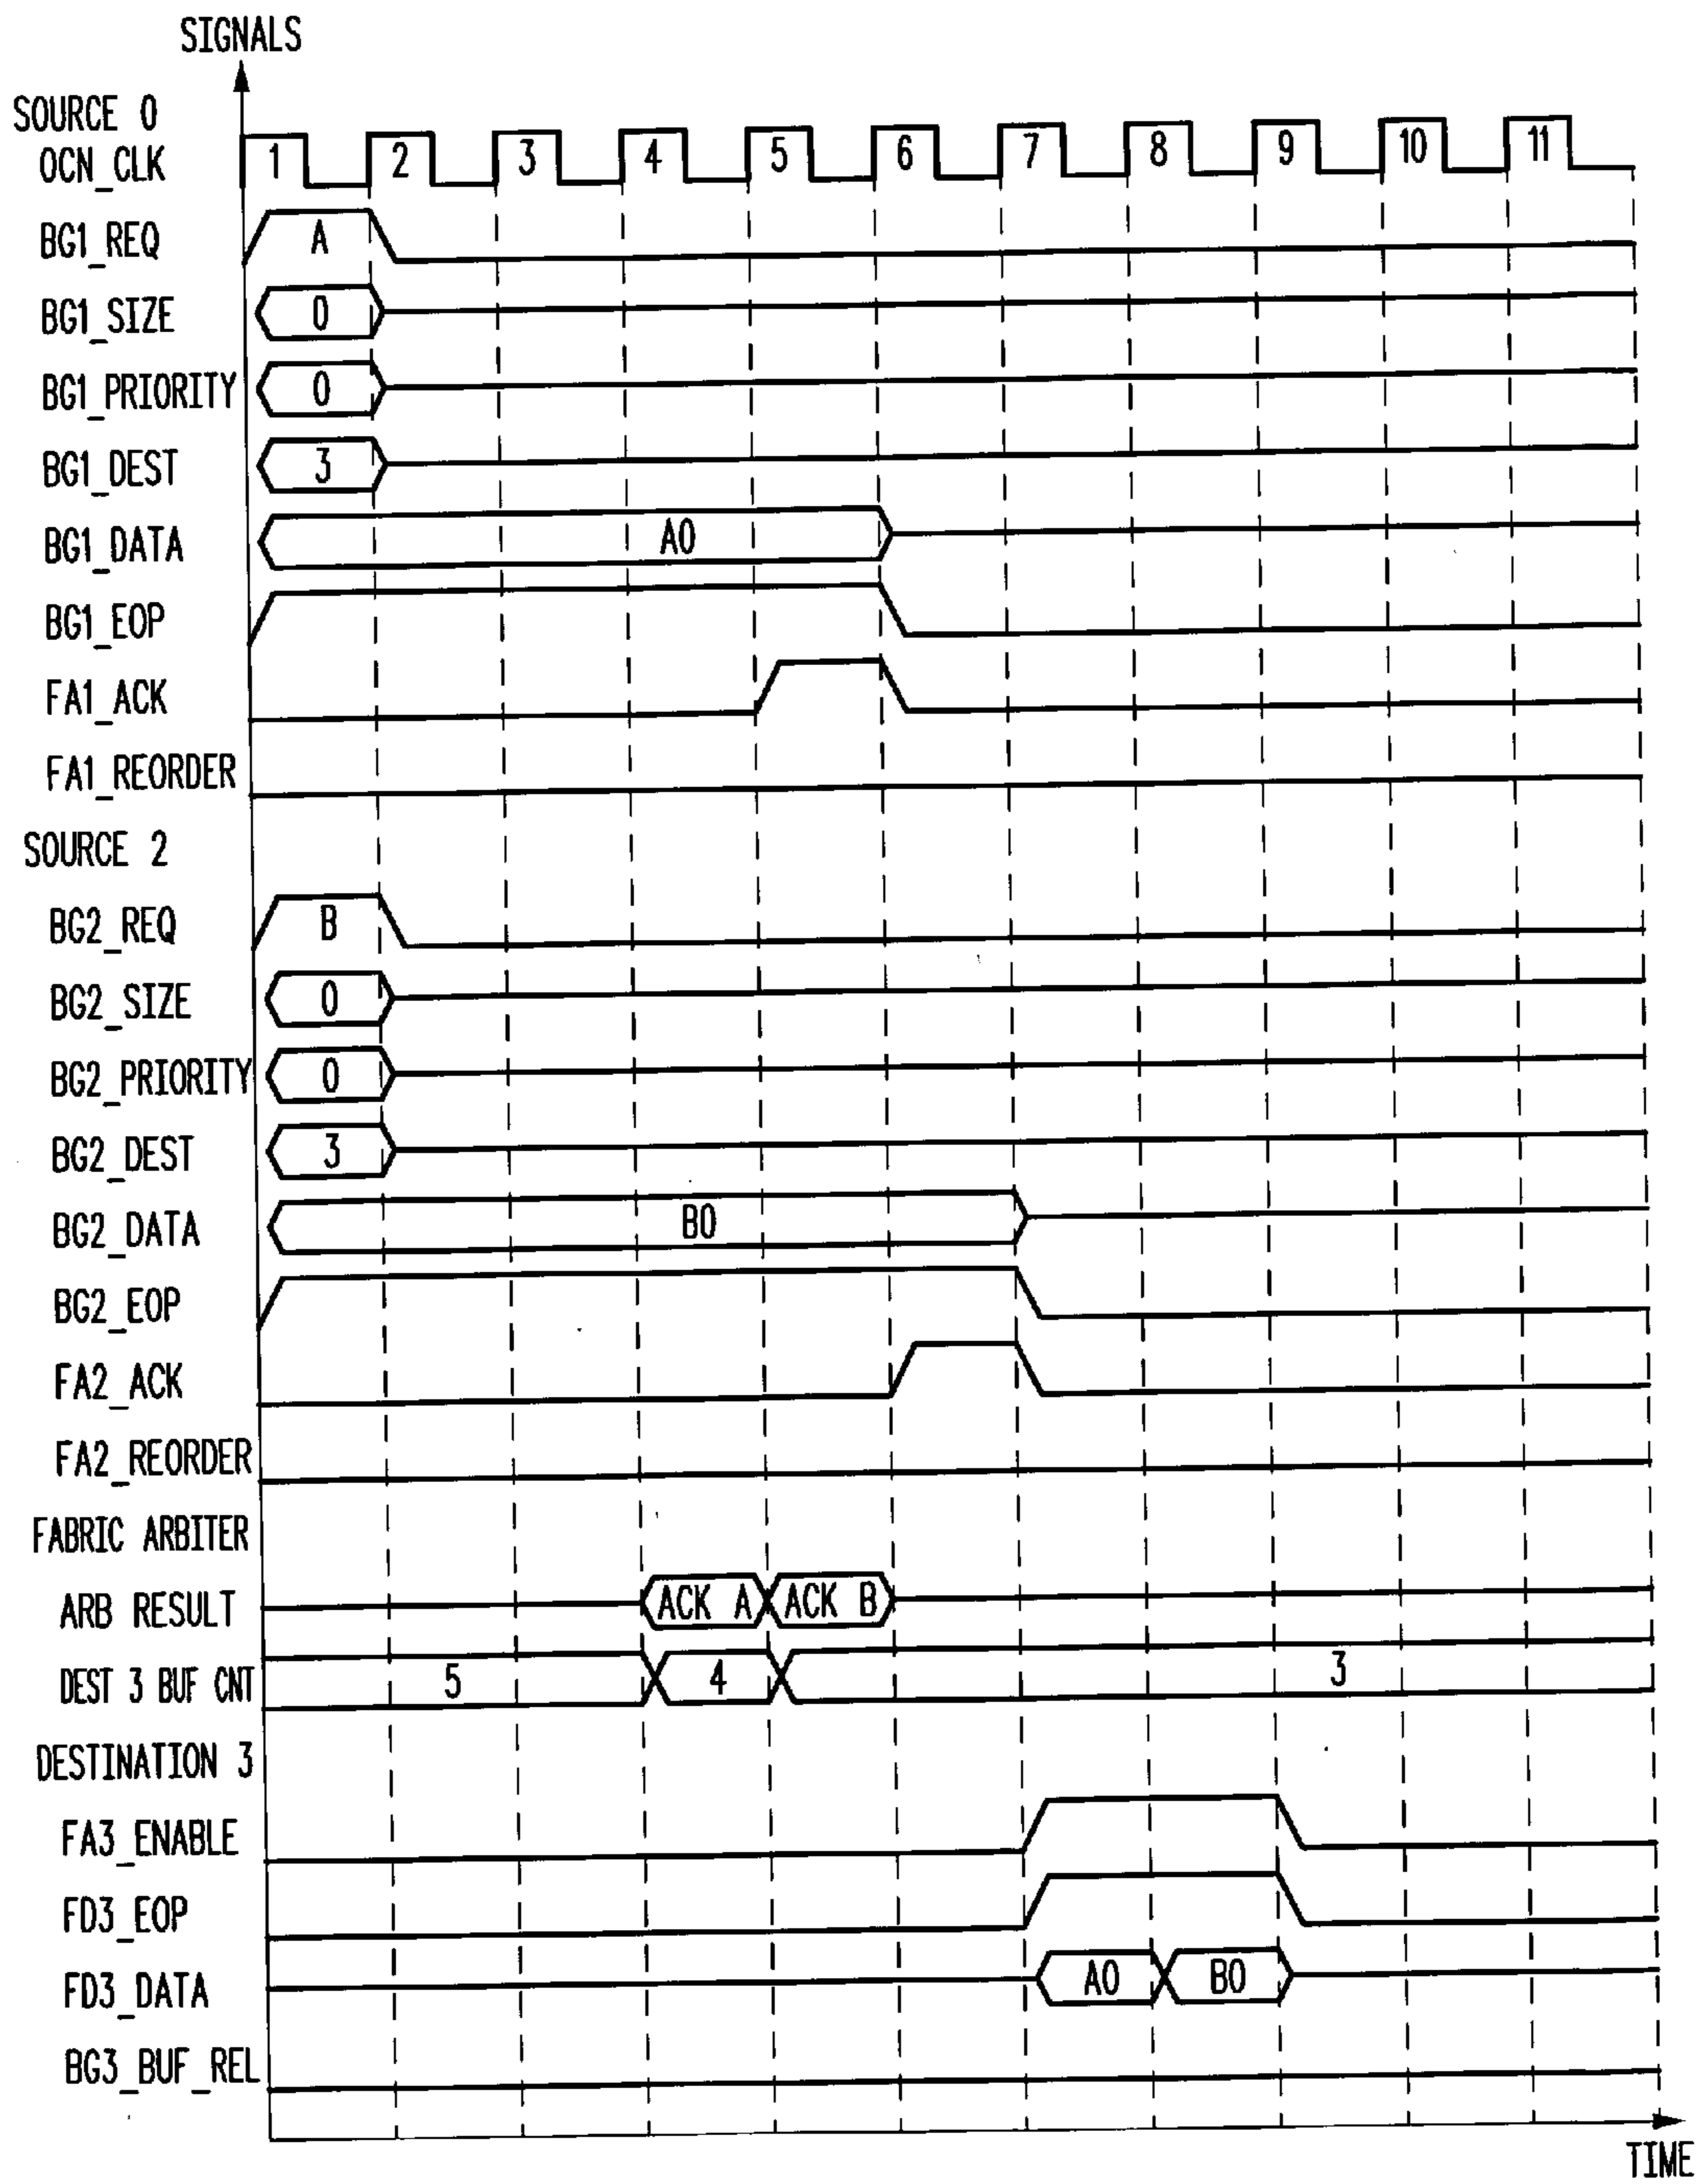 SIGNALS
SOURCE 0
OCN_CLK 1 2 3 4 5 6 7 8 9 10 11
BG1_REQ A
BG1_SIZE 0
BG1_PRIORITY 0
BG1_DEST 3
BG1_DATA A0
BG1_EOP
FA1_ACK
FA1_REORDER
SOURCE 2
BG2_REQ B
BG2_SIZE 0
BG2_PRIORITY 0
BG2_DEST 3
BG2_DATA B0
BG2_EOP
FA2_ACK
FA2_REORDER
FABRIC ARBITER
ARB RESULT ACK A ACK B
DEST 3 BUF CNT 5 4 3
DESTINATION 3
FA3_ENABLE
FD3_EOP
FD3_DATA A0 B0
BG3_BUF_REL
TIME